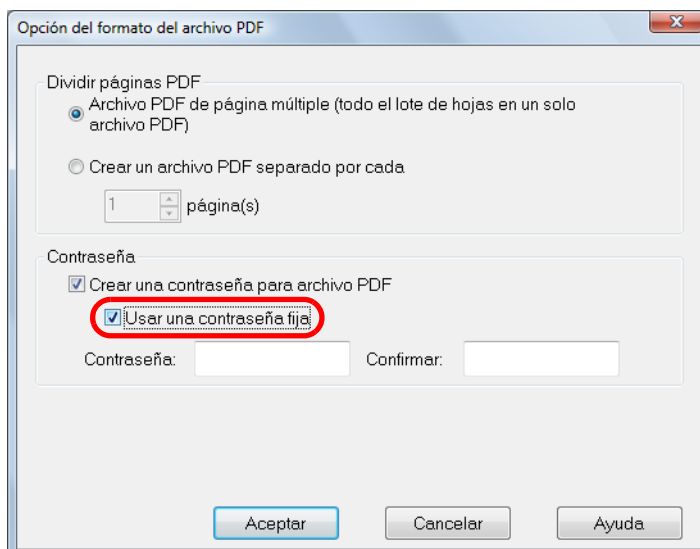 Opción del formato del archivo PDF
Dividir páginas PDF
Archivo PDF de página múltiple (todo el lote de hojas en un solo
archivo PDF)
Crear un archivo PDF separado por cada
1 página(s)
Contraseña
Crear una contraseña para archivo PDF
Usar una contraseña fija
Contraseña: Confirmar:
Aceptar Cancelar Ayuda